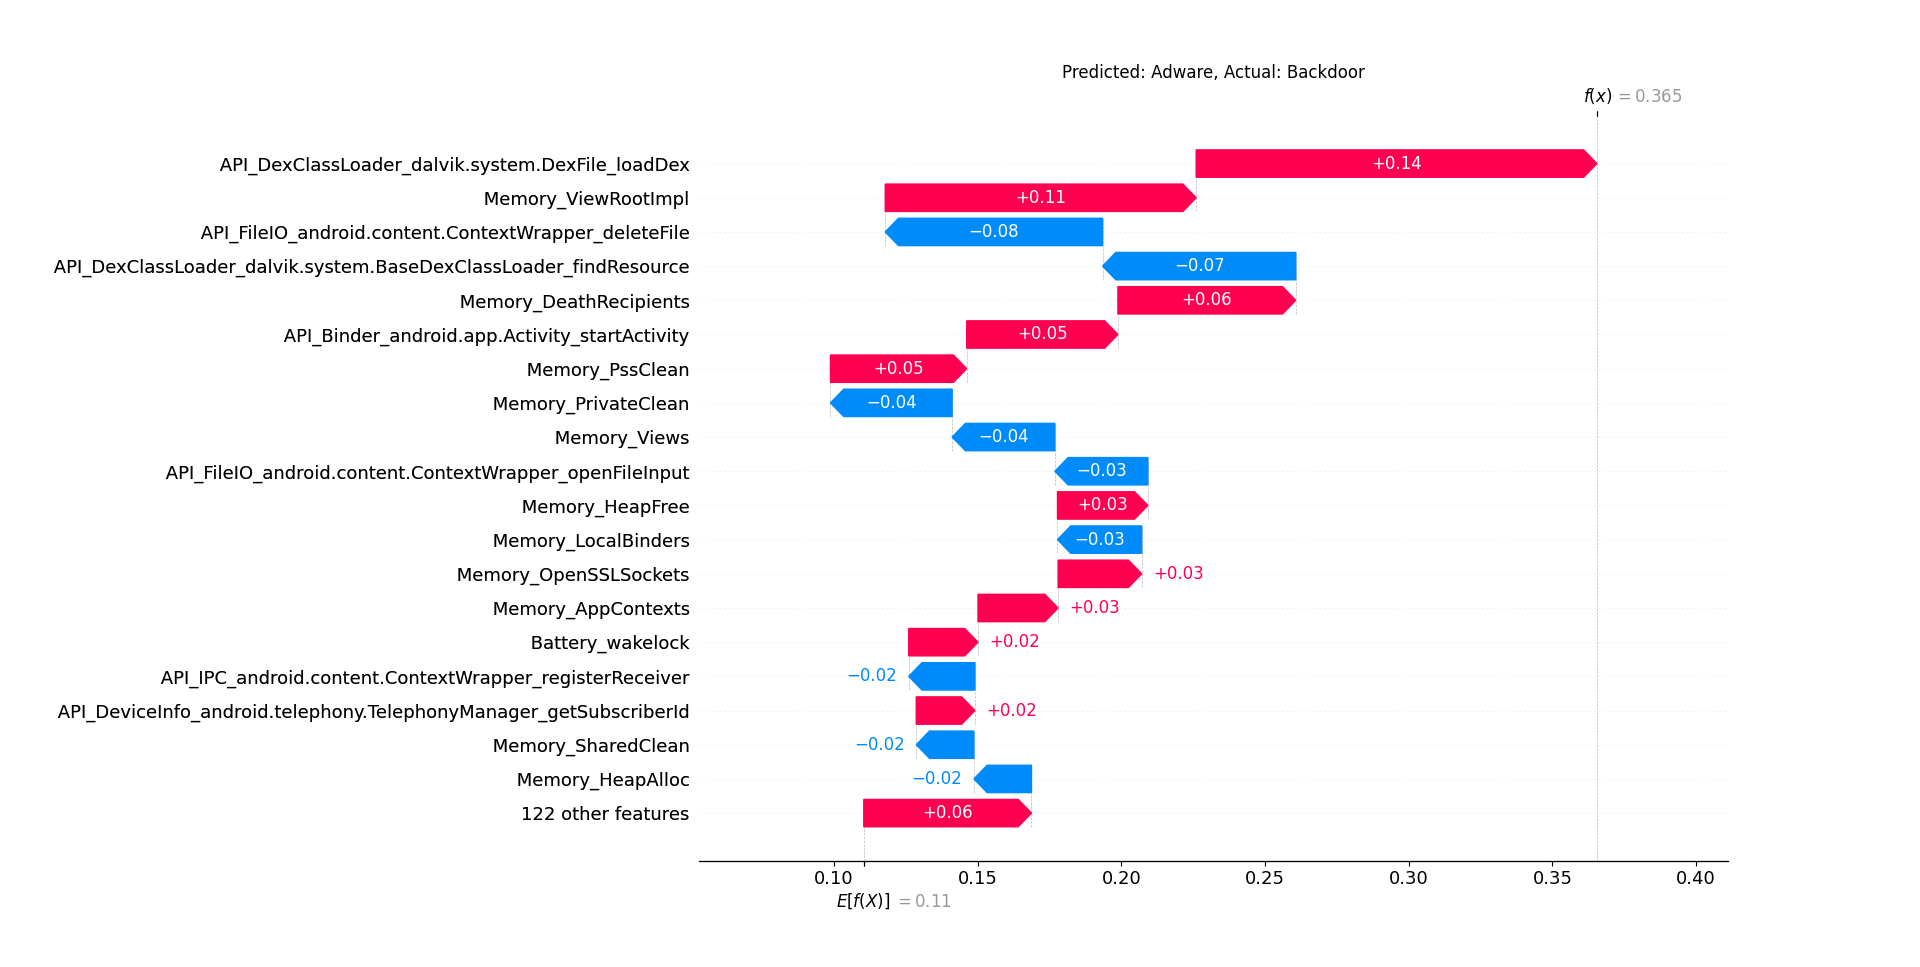 Predicted: Adware, Actual: Backdoor
f(x) = 0.365
API_DexClassLoader_dalvik.system.DexFile_loadDex +0.14
Memory_ViewRootImpl +0.11
API_FileIO_android.content.ContextWrapper_deleteFile −0.08
API_DexClassLoader_dalvik.system.BaseDexClassLoader_findResource −0.07
Memory_DeathRecipients +0.06
API_Binder_android.app.Activity_startActivity +0.05
Memory_PssClean +0.05
Memory_PrivateClean −0.04
Memory_Views −0.04
API_FileIO_android.content.ContextWrapper_openFileInput −0.03
Memory_HeapFree +0.03
Memory_LocalBinders −0.03
Memory_OpenSSLSockets +0.03
Memory_AppContexts +0.03
Battery_wakelock +0.02
API_IPC_android.content.ContextWrapper_registerReceiver −0.02
API_DeviceInfo_android.telephony.TelephonyManager_getSubscriberId +0.02
Memory_SharedClean −0.02
Memory_HeapAlloc −0.02
122 other features +0.06
0.10 0.15 0.20 0.25 0.30 0.35 0.40
E[f(X)] = 0.11